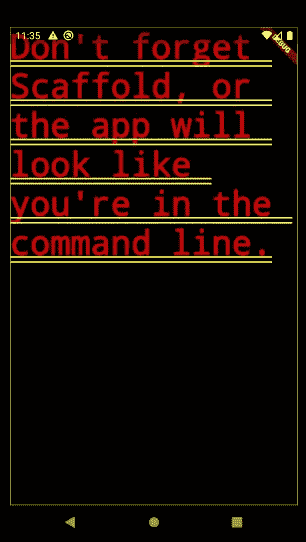 11:35
DEBUG
Don't forget
Scaffold, or
the app will
look like
you're in the
command line.